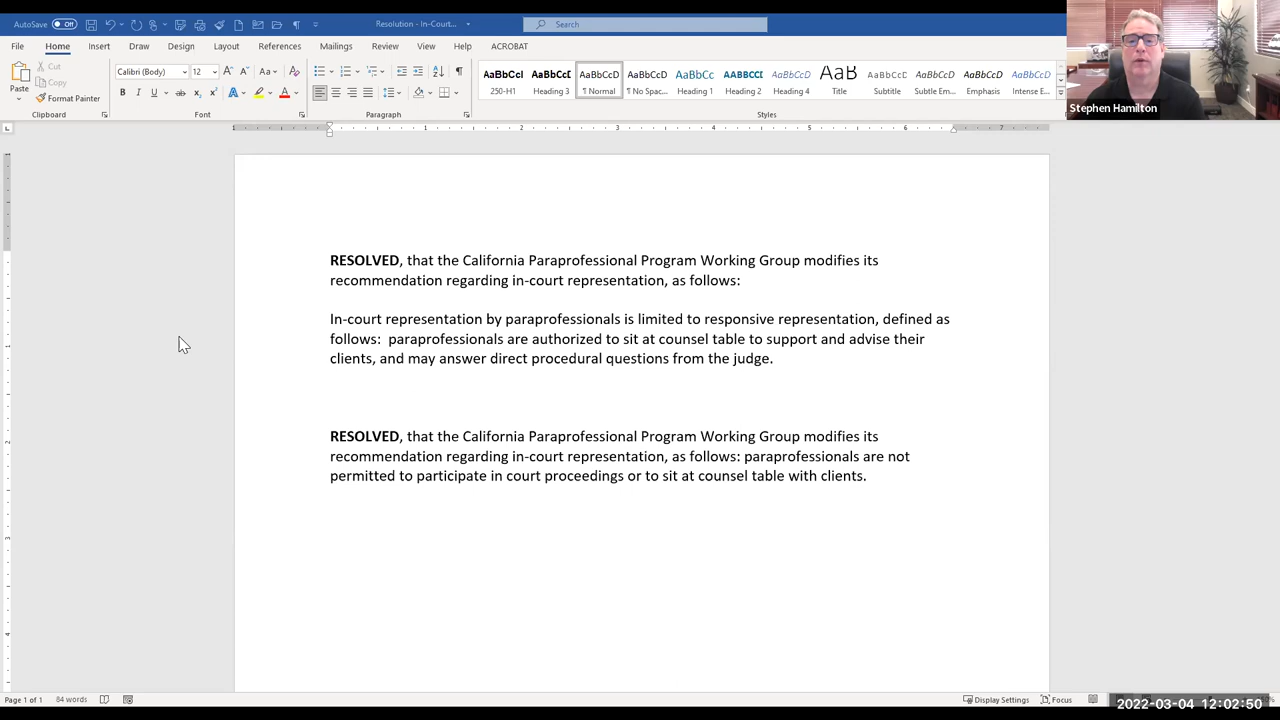 AutoSave Off Resolution - In-Court... Search
File Home Insert Draw Design Layout References Mailings Review View Help ACROBAT
Paste Cut Copy Format Painter
Calibri (Body) 12
AaBbCcI AaBbCcI AaBbCcD AaBbCcD AaBbCc AABBCCI AaBbCcD AaB AaBbCcD AaBbCcD AaBbCcD AaBbCc
250-H1 Heading 3 ¶ Normal ¶ No Spac... Heading 1 Heading 2 Heading 4 Title Subtitle Subtle Em... Emphasis Intense E...
Clipboard Font Paragraph Styles
Stephen Hamilton
RESOLVED, that the California Paraprofessional Program Working Group modifies its
recommendation regarding in-court representation, as follows:
In-court representation by paraprofessionals is limited to responsive representation, defined as
follows:  paraprofessionals are authorized to sit at counsel table to support and advise their
clients, and may answer direct procedural questions from the judge.
RESOLVED, that the California Paraprofessional Program Working Group modifies its
recommendation regarding in-court representation, as follows: paraprofessionals are not
permitted to participate in court proceedings or to sit at counsel table with clients.
Page 1 of 1 84 words Display Settings Focus
2022-03-04 12:02:50